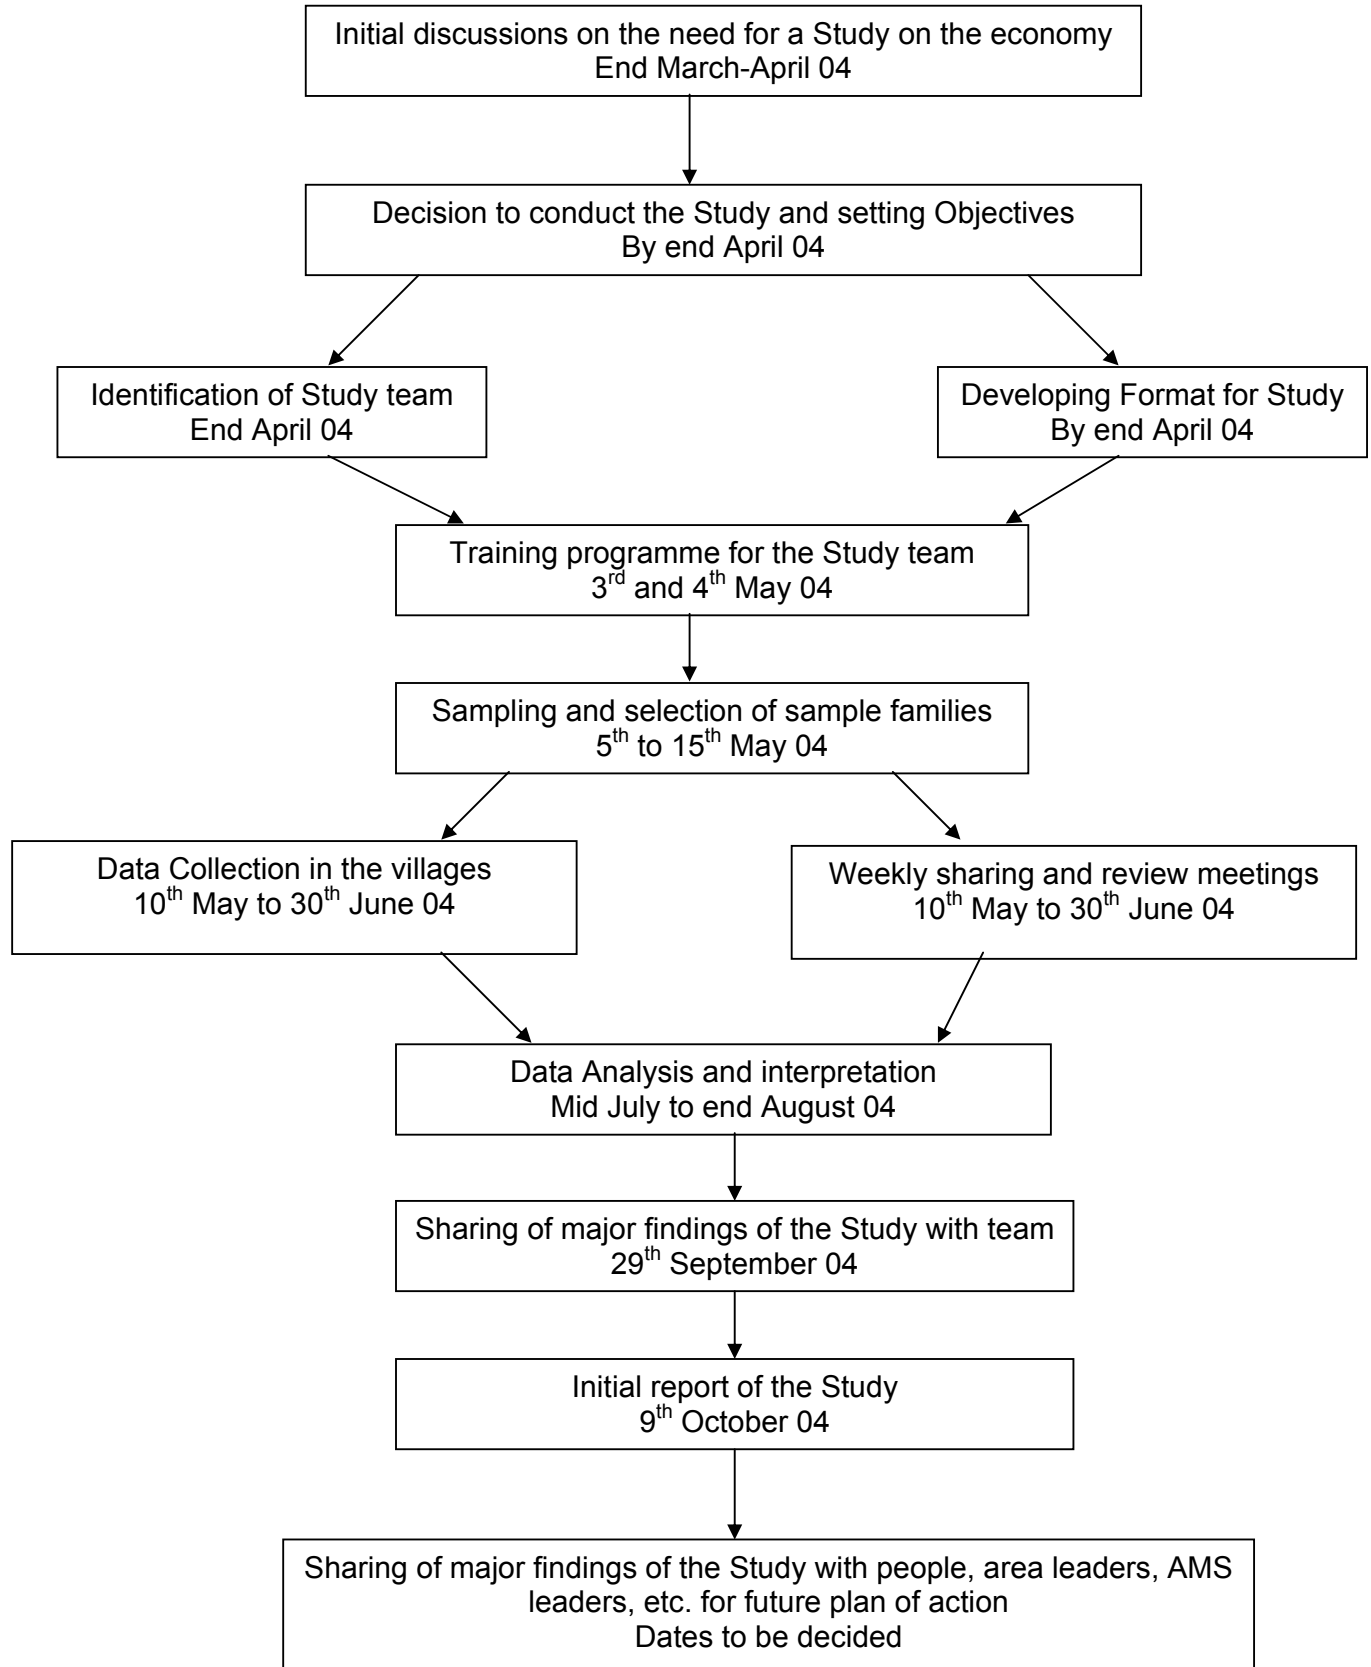 Initial discussions on the need for a Study on the economy
End March-April 04
Decision to conduct the Study and setting Objectives
By end April 04
Identification of Study team
End April 04
Developing Format for Study
By end April 04
Training programme for the Study team
3rd and 4th May 04
Sampling and selection of sample families
5th to 15th May 04
Data Collection in the villages
10th May to 30th June 04
Weekly sharing and review meetings
10th May to 30th June 04
Data Analysis and interpretation
Mid July to end August 04
Sharing of major findings of the Study with team
29th September 04
Initial report of the Study
9th October 04
Sharing of major findings of the Study with people, area leaders, AMS
leaders, etc. for future plan of action
Dates to be decided